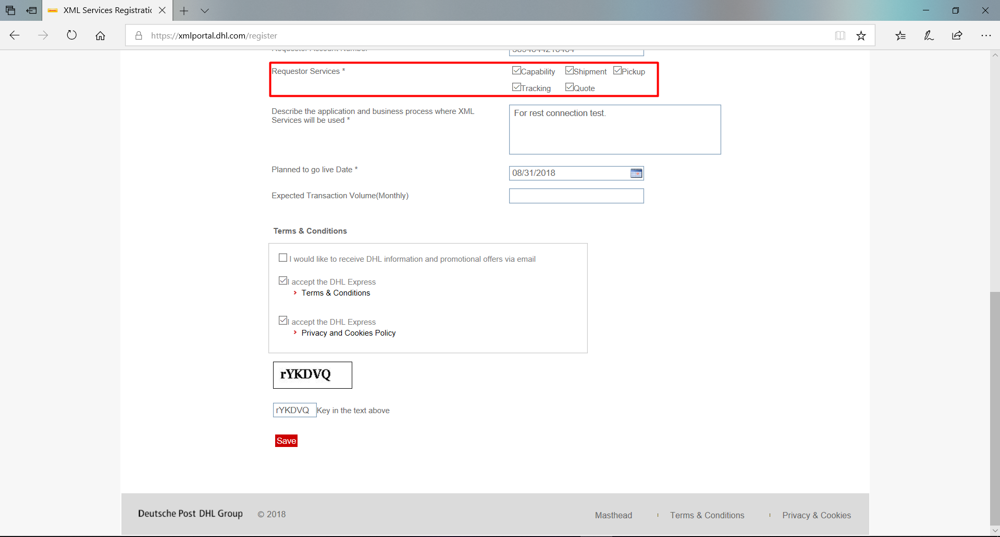 XML Services Registratic
https://xmlportal.dhl.com/register
Requestor Account Number
Requestor Services *
Capability Shipment Pickup
Tracking Quote
Describe the application and business process where XML
Services will be used *
For rest connection test.
Planned to go live Date *
08/31/2018
Expected Transaction Volume(Monthly)
Terms & Conditions
I would like to receive DHL information and promotional offers via email
I accept the DHL Express
Terms & Conditions
I accept the DHL Express
Privacy and Cookies Policy
rYKDVQ
rYKDVQ Key in the text above
Save
Deutsche Post DHL Group © 2018 Masthead Terms & Conditions Privacy & Cookies